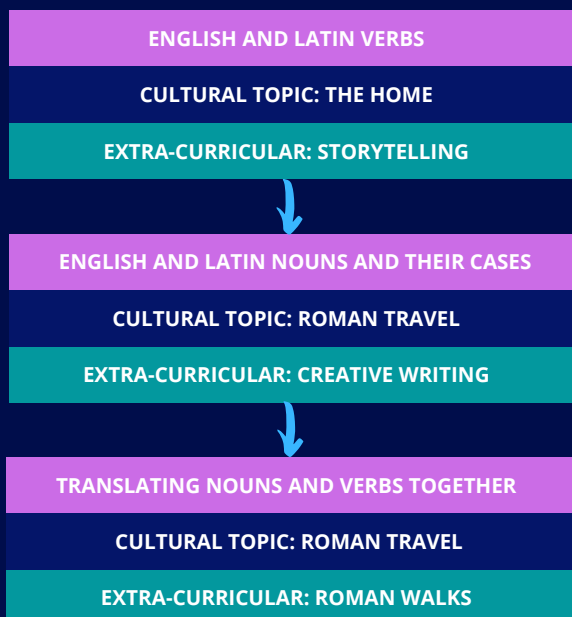 ENGLISH AND LATIN VERBS
CULTURAL TOPIC: THE HOME
EXTRA-CURRICULAR: STORYTELLING
ENGLISH AND LATIN NOUNS AND THEIR CASES
CULTURAL TOPIC: ROMAN TRAVEL
EXTRA-CURRICULAR: CREATIVE WRITING
TRANSLATING NOUNS AND VERBS TOGETHER
CULTURAL TOPIC: ROMAN TRAVEL
EXTRA-CURRICULAR: ROMAN WALKS